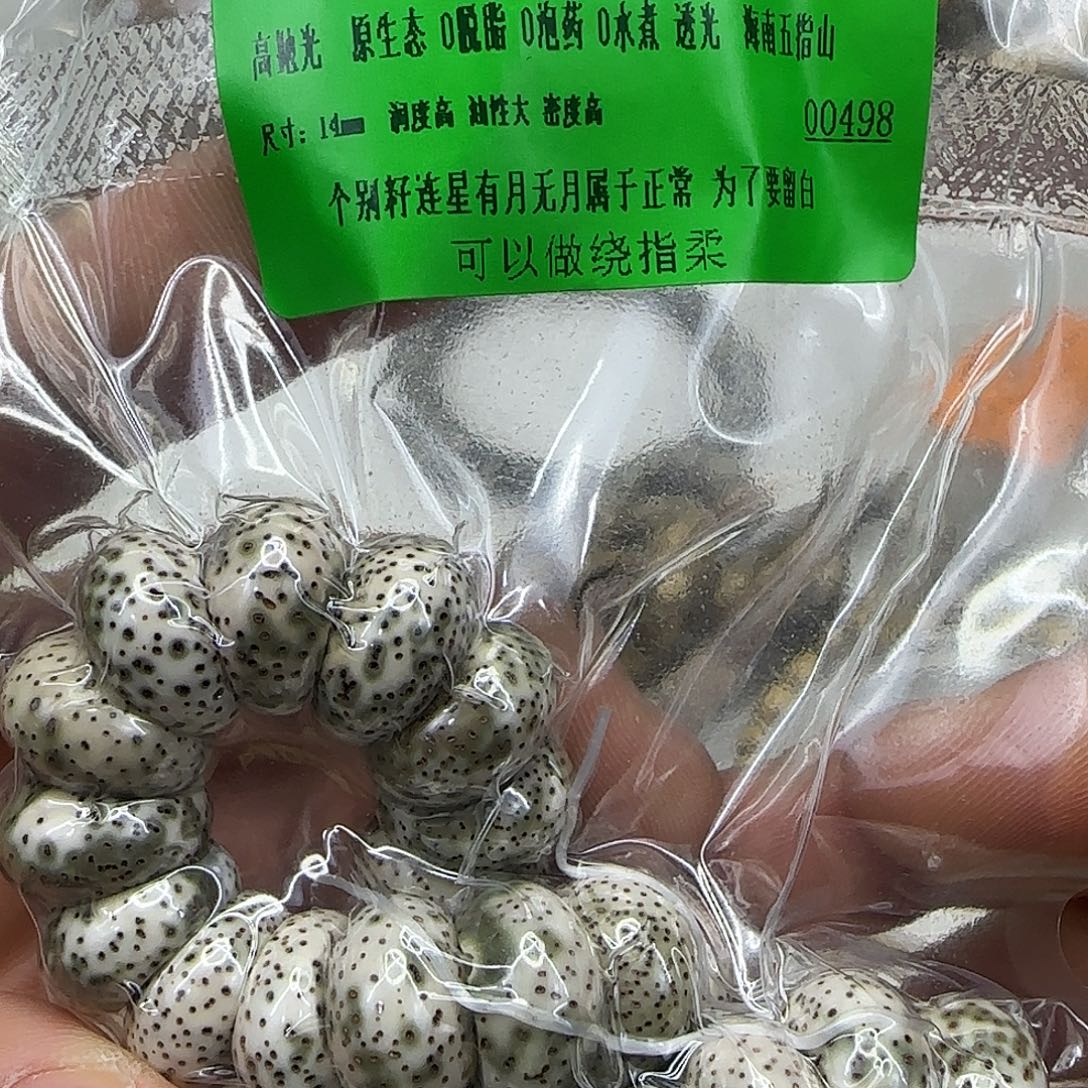 高抛光 原生态 0脱脂 0泡药 0水煮 透光 海南五指山
尺寸：14mm 润度高 油性大 密度高 00498
个别籽连星有月无月属于正常 为了要留白
可以做绕指柔